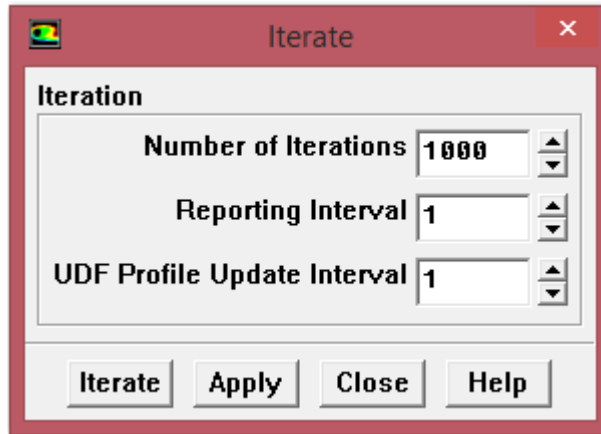 Iterate
Iteration
Number of Iterations 1000
Reporting Interval 1
UDF Profile Update Interval 1
Iterate Apply Close Help